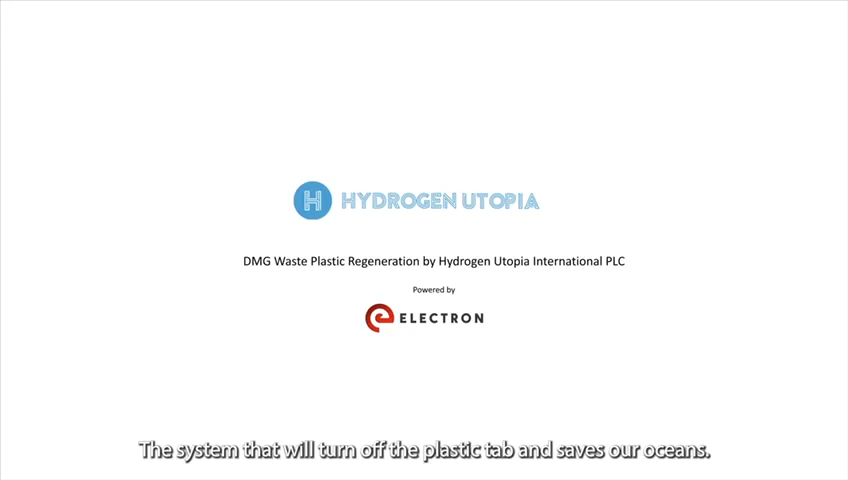 H HYDROGEN UTOPIA
DMG Waste Plastic Regeneration by Hydrogen Utopia International PLC
Powered by
e ELECTRON
The system that will turn off the plastic tab and saves our oceans.